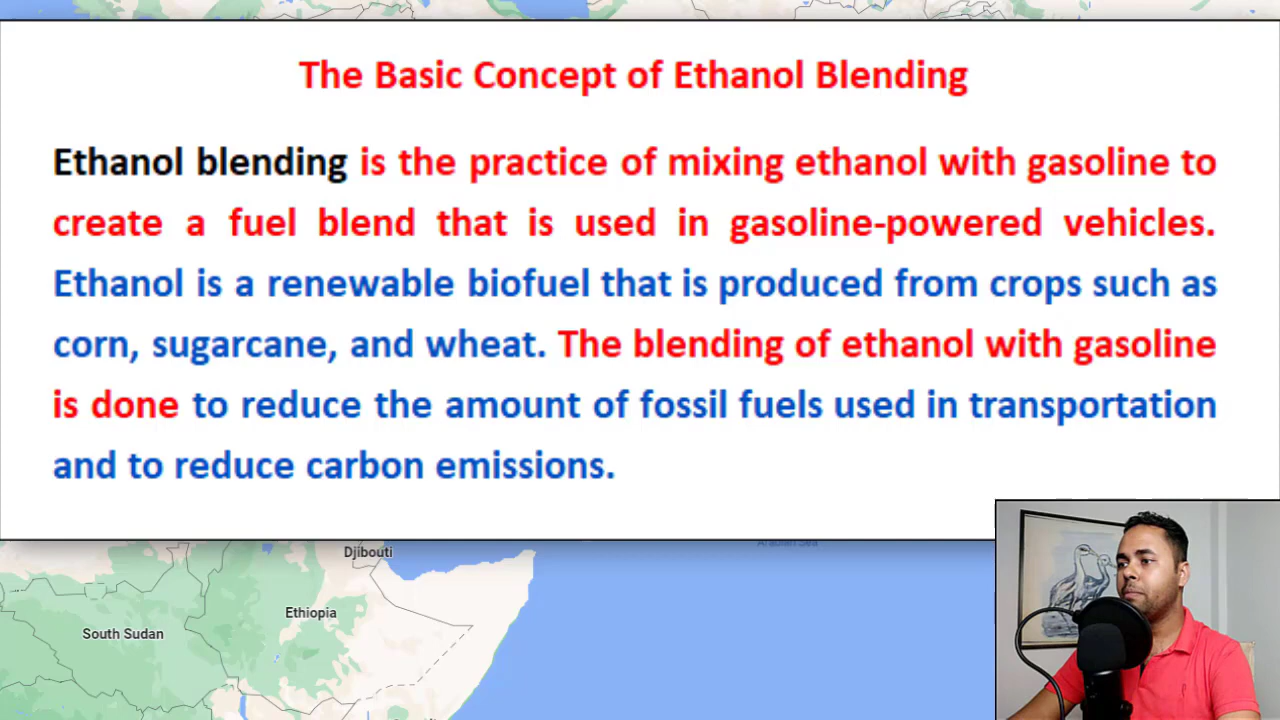 The Basic Concept of Ethanol Blending
Ethanol blending is the practice of mixing ethanol with gasoline to
create a fuel blend that is used in gasoline-powered vehicles.
Ethanol is a renewable biofuel that is produced from crops such as
corn, sugarcane, and wheat. The blending of ethanol with gasoline
is done to reduce the amount of fossil fuels used in transportation
and to reduce carbon emissions.
Arabian Sea
Djibouti
Ethiopia
South Sudan